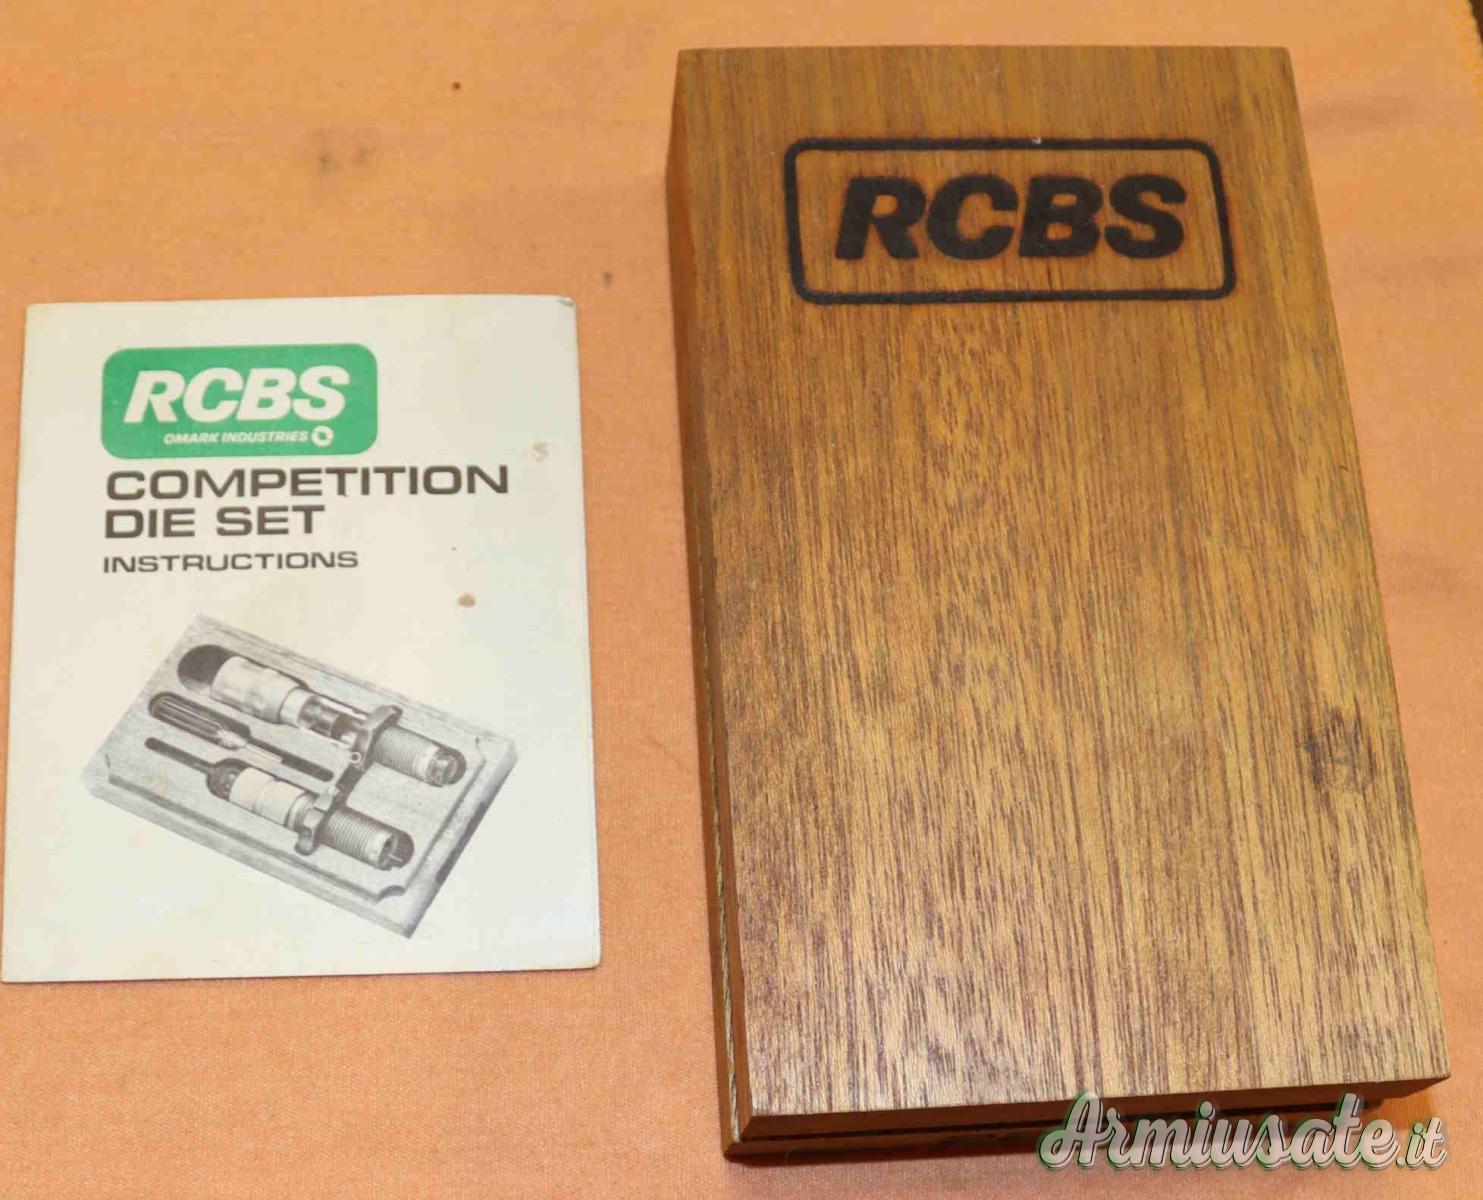 RCBS
OMARK INDUSTRIES
COMPETITION
DIE SET
INSTRUCTIONS
RCBS
Armiusate.it